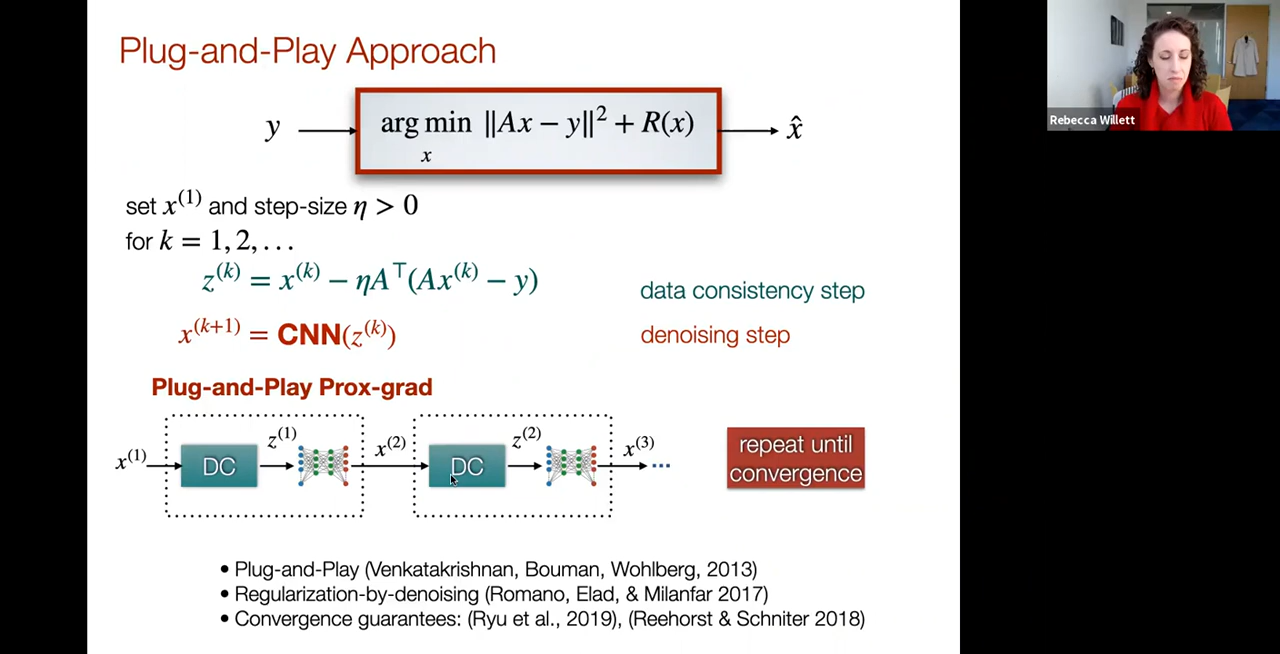 Plug-and-Play Approach
Rebecca Willett
y arg min ‖Ax − y‖² + R(x) x̂
x
set x⁽¹⁾ and step-size η > 0
for k = 1, 2, . . .
z⁽ᵏ⁾ = x⁽ᵏ⁾ − ηA⊤(Ax⁽ᵏ⁾ − y)
data consistency step
x⁽ᵏ⁺¹⁾ = CNN(z⁽ᵏ⁾)
denoising step
Plug-and-Play Prox-grad
x⁽¹⁾ DC z⁽¹⁾ x⁽²⁾ DC z⁽²⁾ x⁽³⁾ ...
repeat until
convergence
• Plug-and-Play (Venkatakrishnan, Bouman, Wohlberg, 2013)
• Regularization-by-denoising (Romano, Elad, & Milanfar 2017)
• Convergence guarantees: (Ryu et al., 2019), (Reehorst & Schniter 2018)